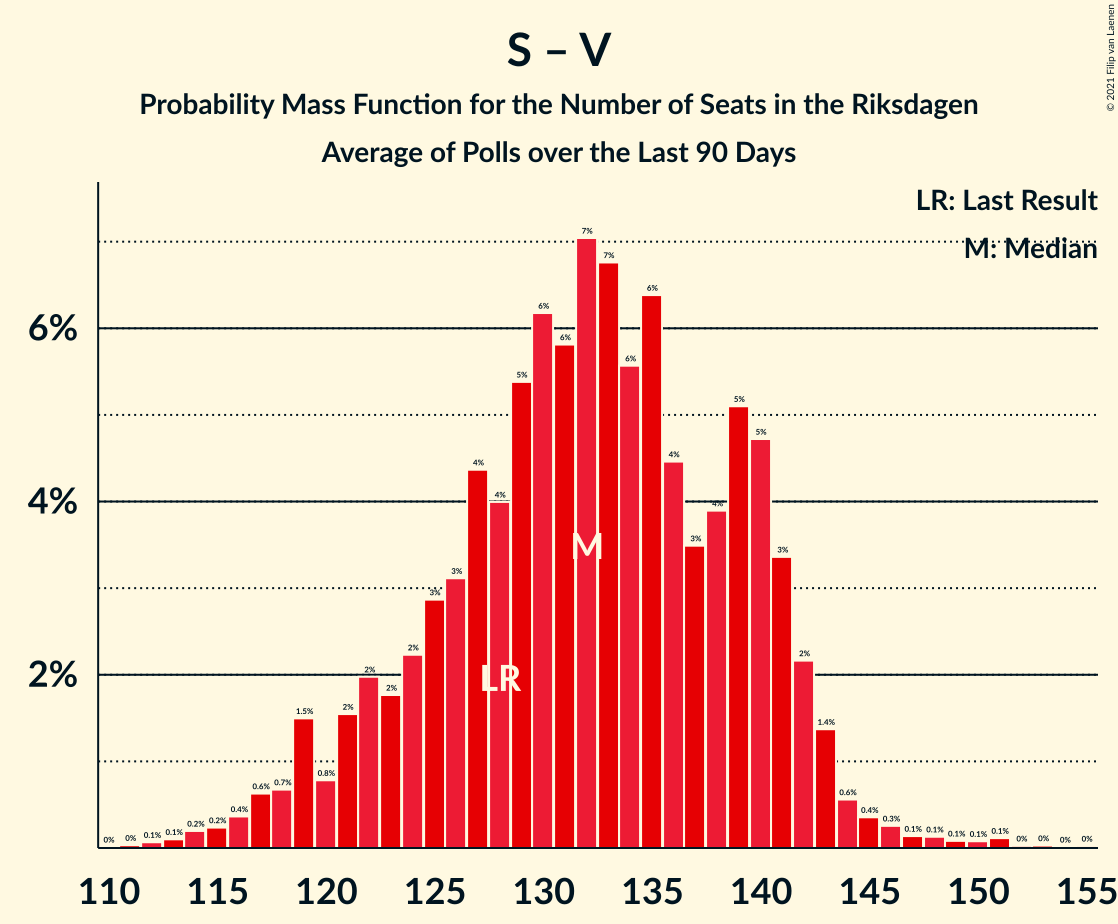 S – V
Probability Mass Function for the Number of Seats in the Riksdagen
Average of Polls over the Last 90 Days
© 2021 Filip van Laenen
LR: Last Result
M: Median
6%
4%
2%
0% 0% 0.1% 0.1% 0.2% 0.2% 0.4% 0.6% 0.7% 1.5% 0.8% 2% 2% 2% 2% 3% 3% 4% 4% 5% 6% 6% 7% 7% 6% 6% 4% 3% 4% 5% 5% 3% 2% 1.4% 0.6% 0.4% 0.3% 0.1% 0.1% 0.1% 0.1% 0.1% 0% 0% 0% 0%
M
LR
110 115 120 125 130 135 140 145 150 155